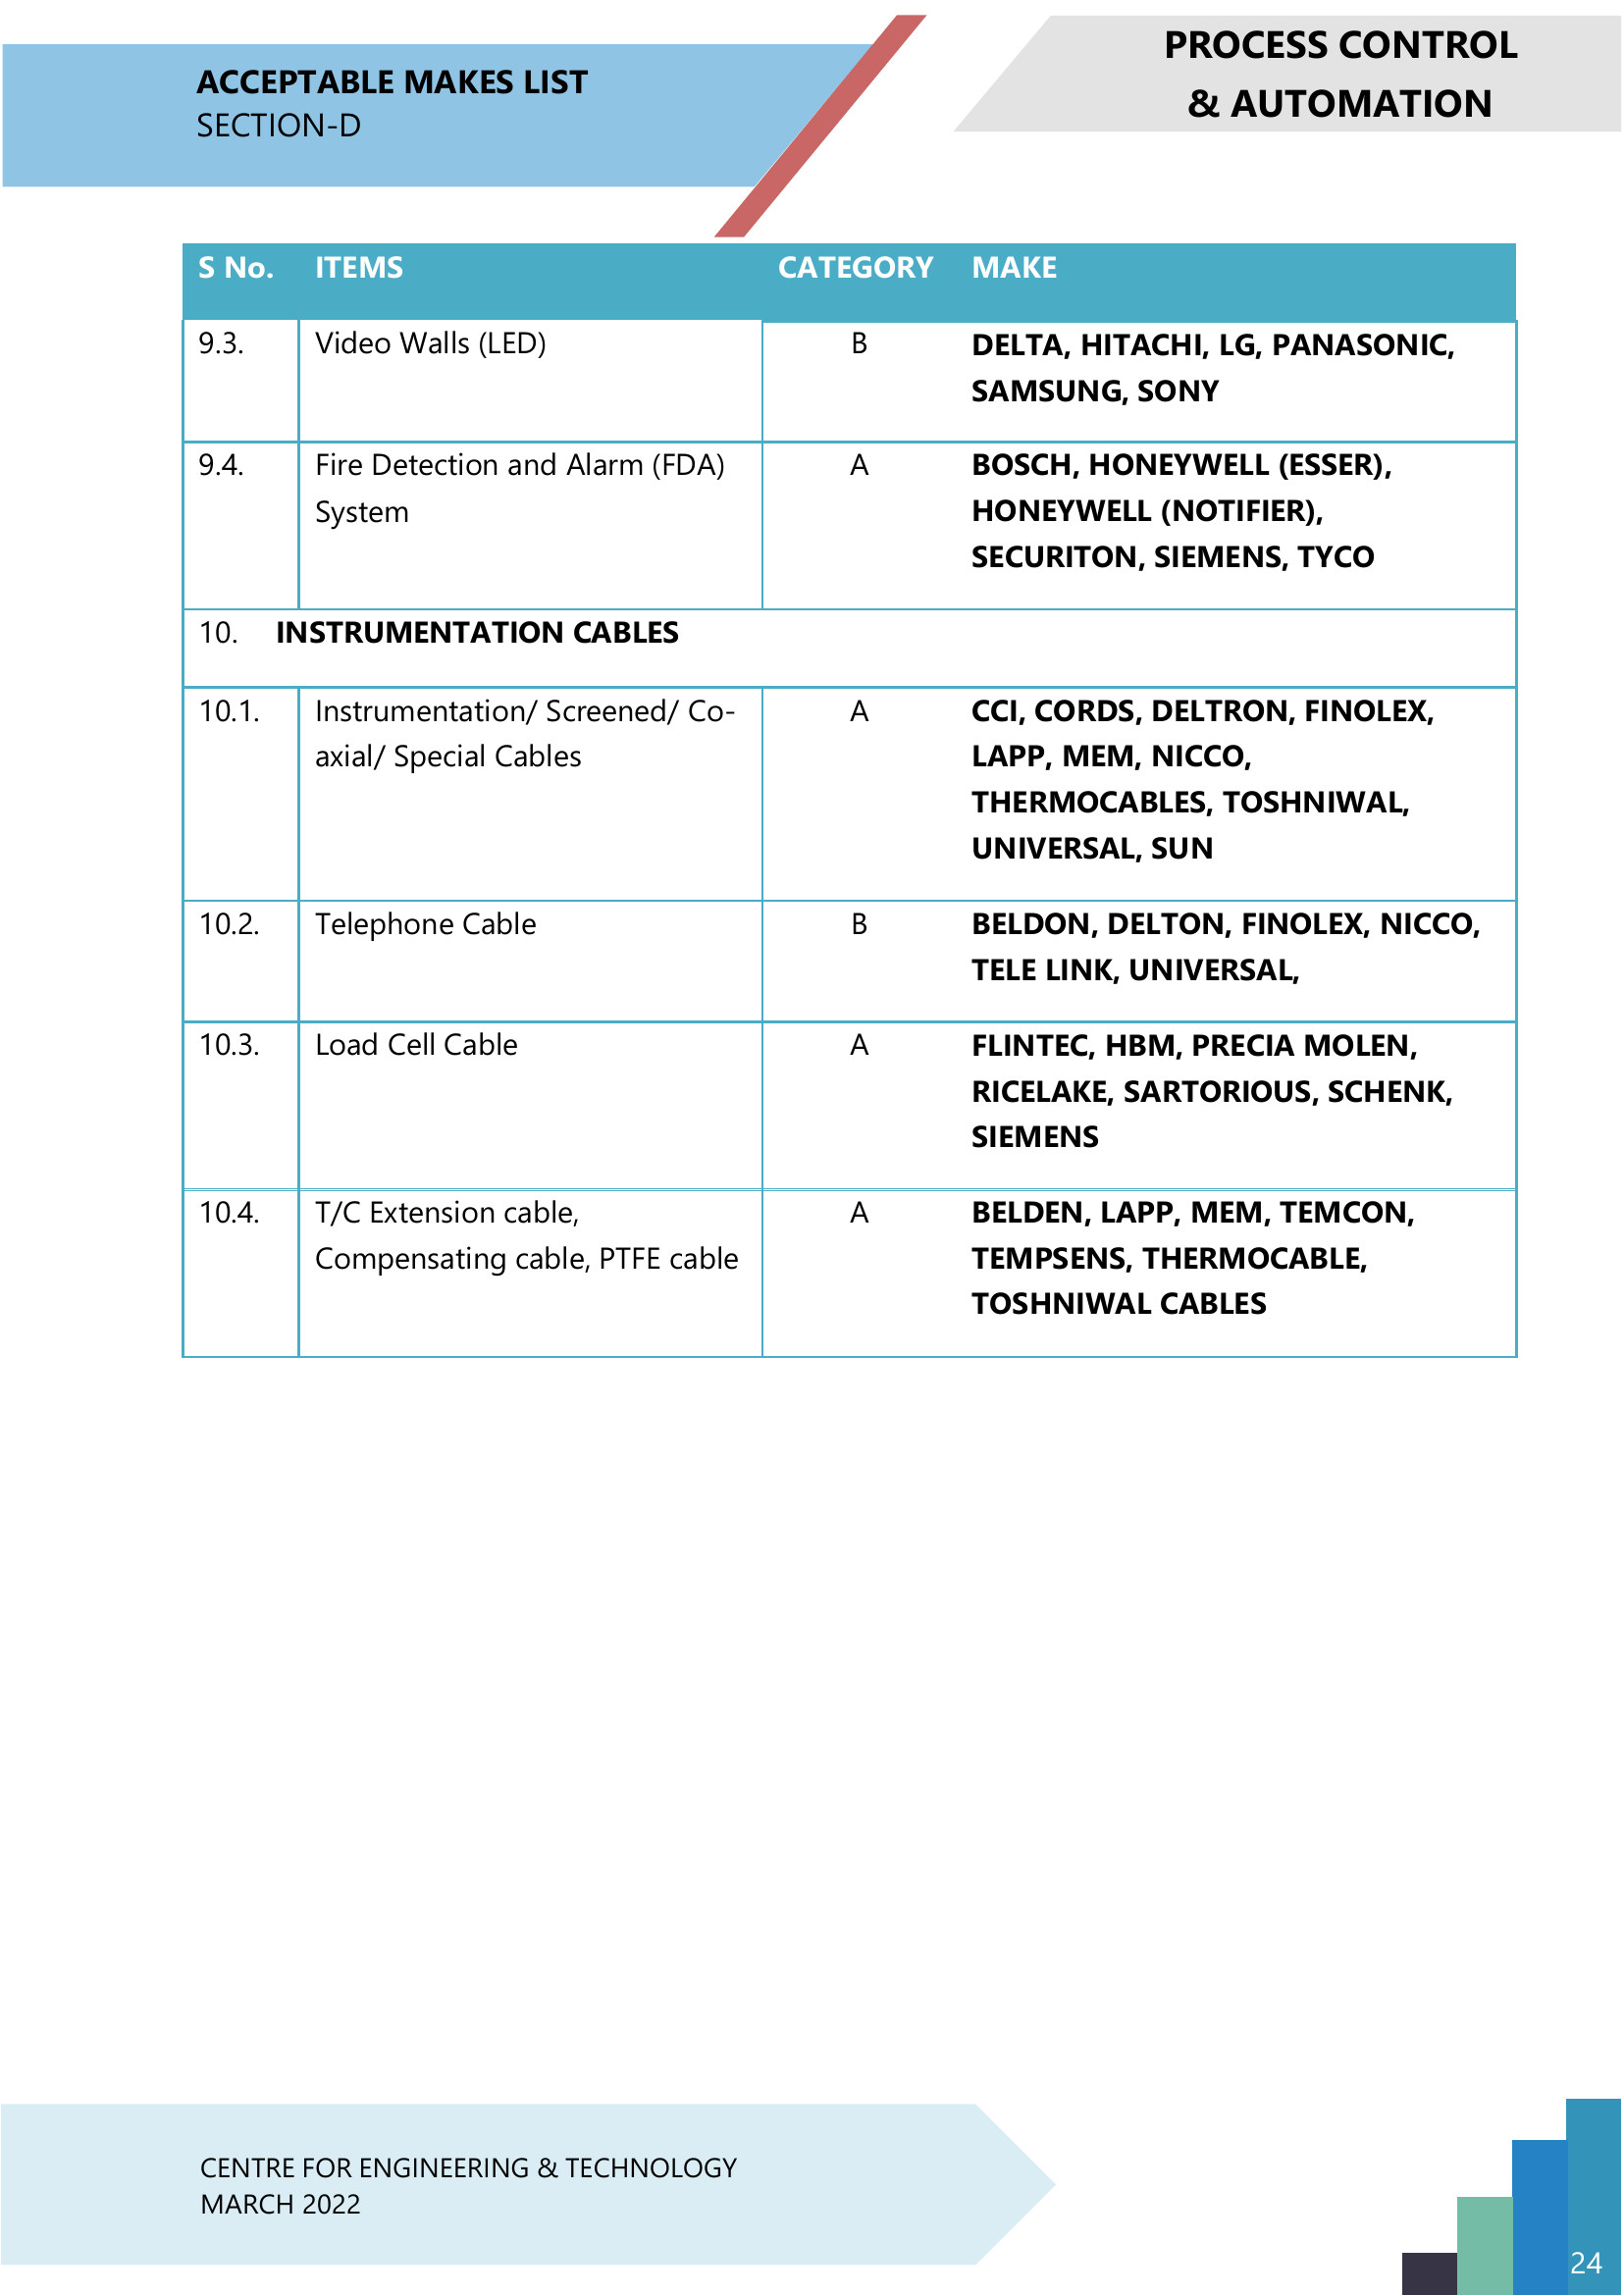 ACCEPTABLE MAKES LIST
SECTION-D
PROCESS CONTROL
& AUTOMATION
S No. ITEMS CATEGORY MAKE
9.3. Video Walls (LED) B DELTA, HITACHI, LG, PANASONIC,
SAMSUNG, SONY
9.4. Fire Detection and Alarm (FDA) A BOSCH, HONEYWELL (ESSER),
System HONEYWELL (NOTIFIER),
SECURITON, SIEMENS, TYCO
10. INSTRUMENTATION CABLES
10.1. Instrumentation/ Screened/ Co- A CCI, CORDS, DELTRON, FINOLEX,
axial/ Special Cables LAPP, MEM, NICCO,
THERMOCABLES, TOSHNIWAL,
UNIVERSAL, SUN
10.2. Telephone Cable B BELDON, DELTON, FINOLEX, NICCO,
TELE LINK, UNIVERSAL,
10.3. Load Cell Cable A FLINTEC, HBM, PRECIA MOLEN,
RICELAKE, SARTORIOUS, SCHENK,
SIEMENS
10.4. T/C Extension cable, A BELDEN, LAPP, MEM, TEMCON,
Compensating cable, PTFE cable TEMPSENS, THERMOCABLE,
TOSHNIWAL CABLES
CENTRE FOR ENGINEERING & TECHNOLOGY
MARCH 2022
24